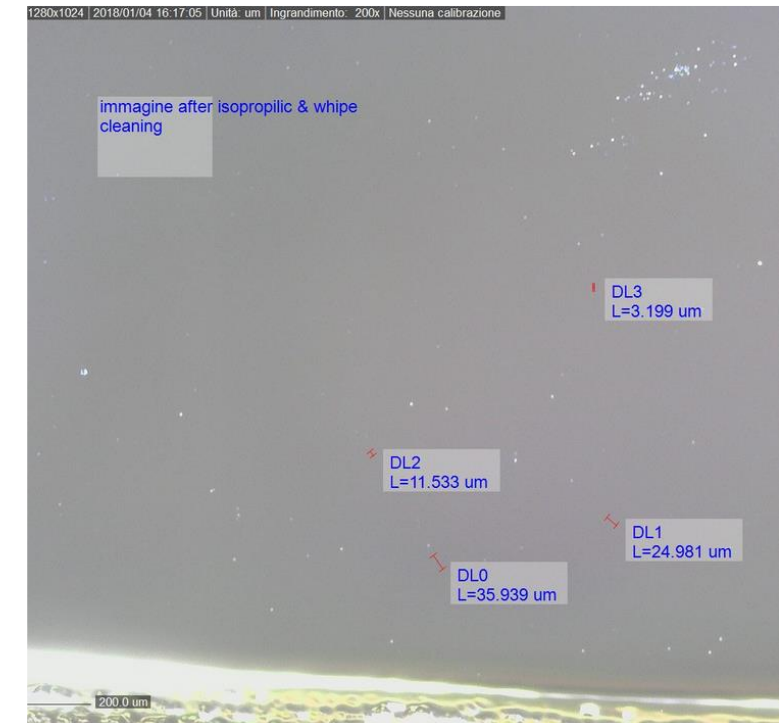 1280x1024 | 2018/01/04 16:17:05 | Unità: um | Ingrandimento: 200x | Nessuna calibrazione
immagine after isopropilic & whipe
cleaning
DL3
L=3.199 um
DL2
L=11.533 um
DL1
L=24.981 um
DL0
L=35.939 um
200.0 um